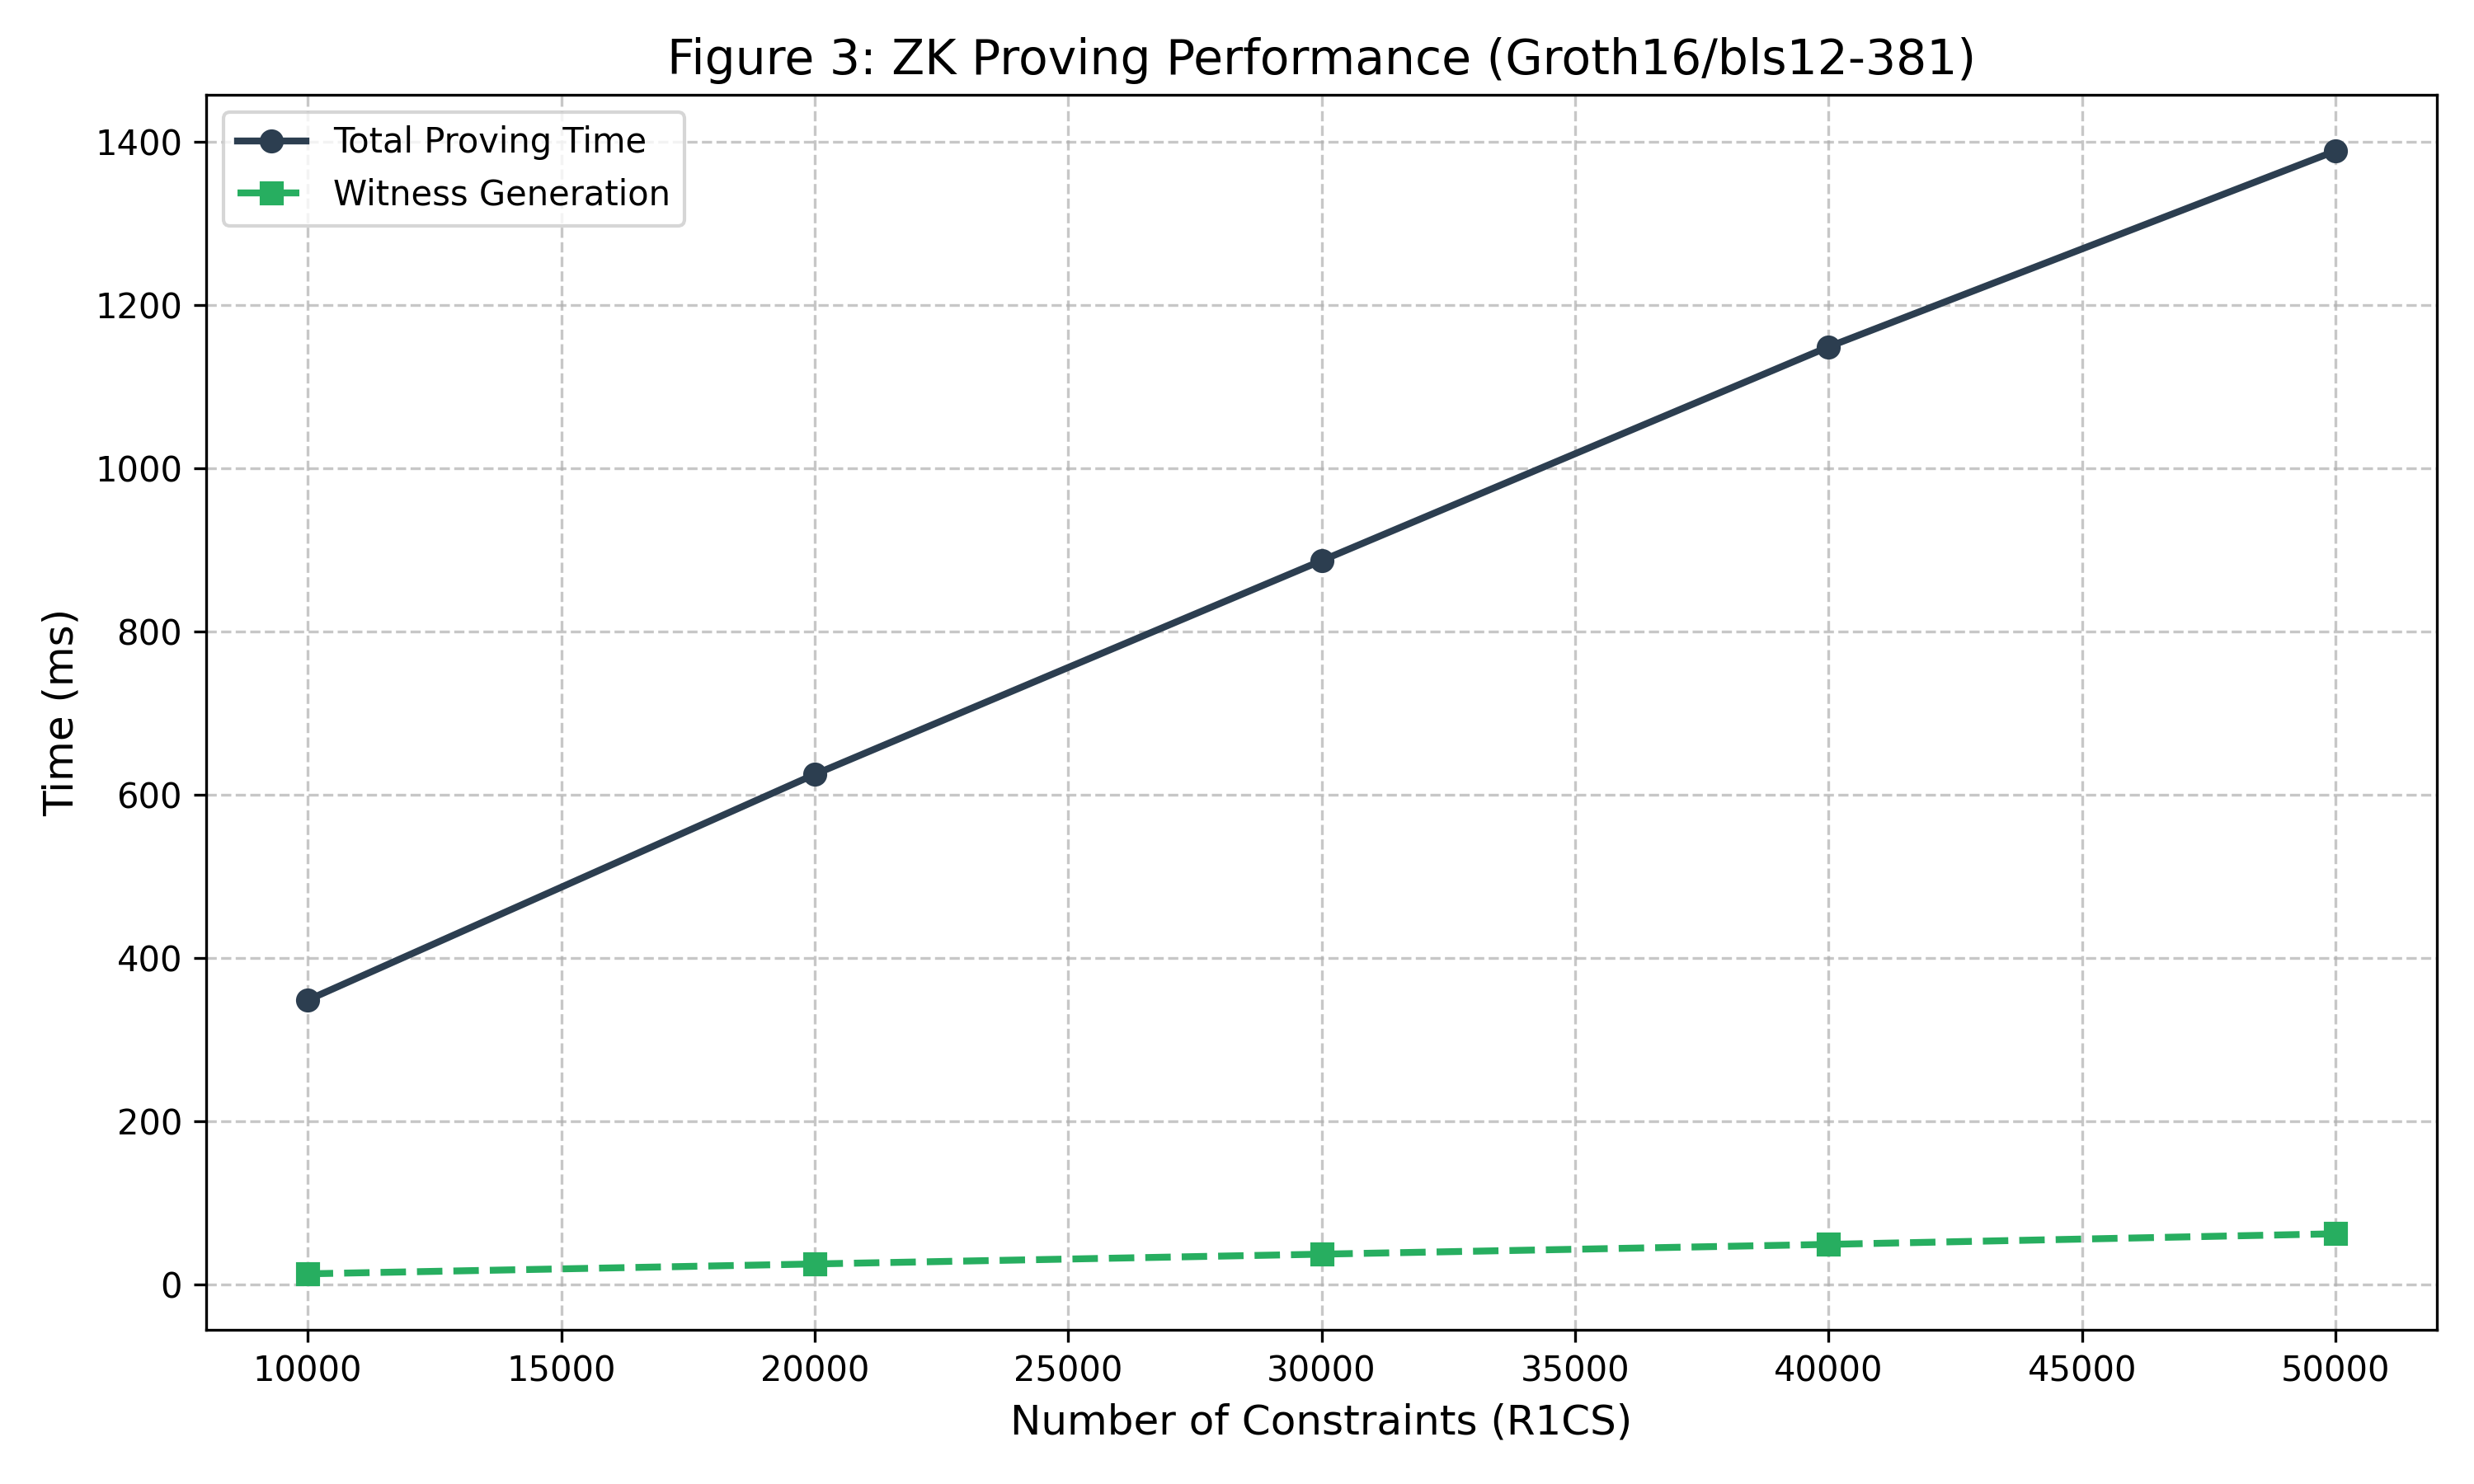 Figure 3: ZK Proving Performance (Groth16/bls12-381)
Total Proving Time
Witness Generation
1400
1200
1000
800
600
400
200
0
Time (ms)
10000 15000 20000 25000 30000 35000 40000 45000 50000
Number of Constraints (R1CS)